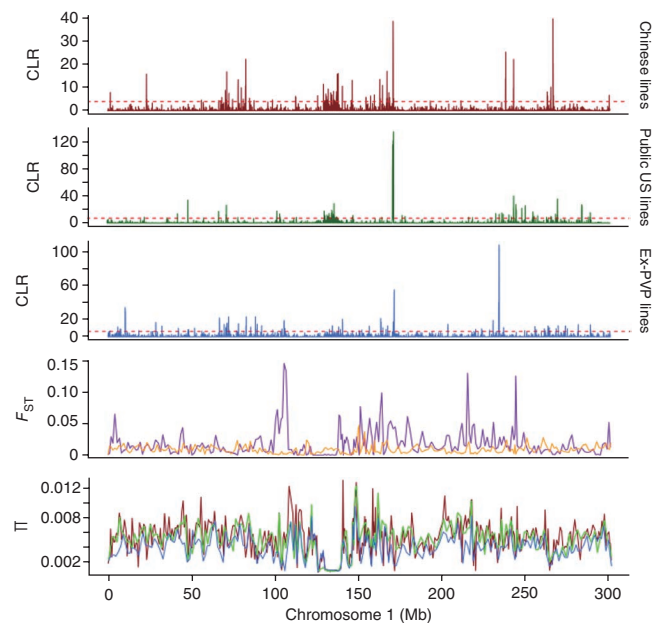 40
30
20
10
0
CLR
Chinese lines
120
80
40
0
CLR
Public US lines
100
60
20
0
CLR
Ex-PVP lines
0.15
0.10
0.05
0
FST
0.012
0.008
0.002
π
0 50 100 150 200 250 300
Chromosome 1 (Mb)